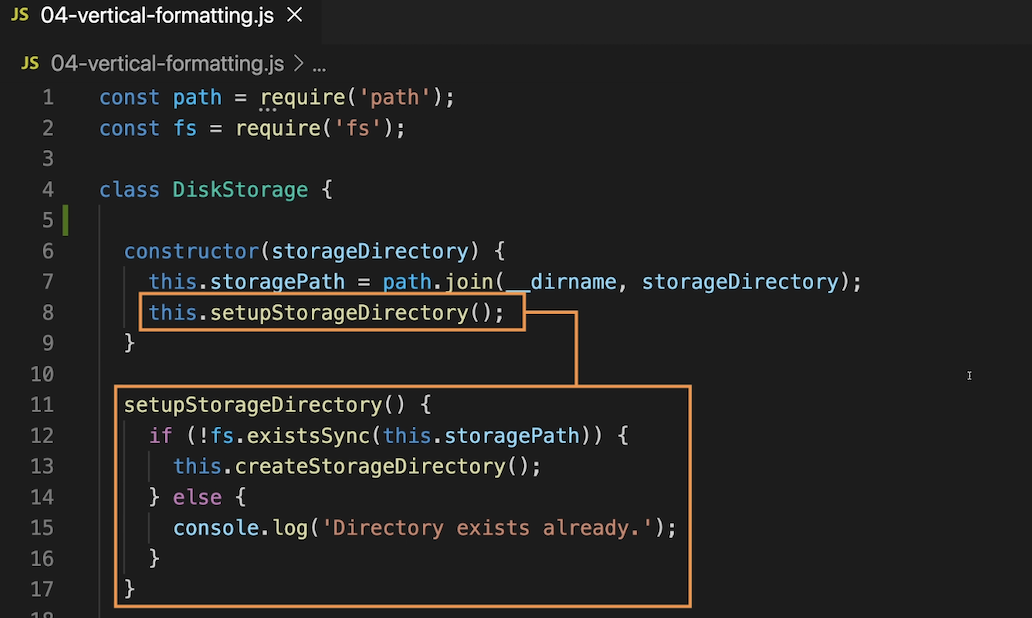 JS 04-vertical-formatting.js ×
JS 04-vertical-formatting.js > ...
1 const path = require('path');
2 const fs = require('fs');
3
4 class DiskStorage {
5
6 constructor(storageDirectory) {
7 this.storagePath = path.join(__dirname, storageDirectory);
8 this.setupStorageDirectory();
9 }
10
11 setupStorageDirectory() {
12 if (!fs.existsSync(this.storagePath)) {
13 this.createStorageDirectory();
14 } else {
15 console.log('Directory exists already.');
16 }
17 }
18